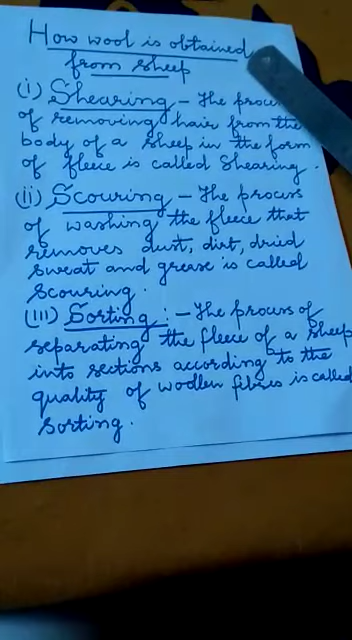 How wool is obtained
from sheep
(i) Shearing - The
of removing hair from the
body of a sheep in the form
of fleece is called Shearing.
(ii) Scouring - The process
of washing the fleece that
removes dust, dirt, dried
sweat and grease is called
Scouring.
(III) Sorting :- The process of
separating the fleece of a sheep
into sections according to the
quality of woollen fibres is called
Sorting.